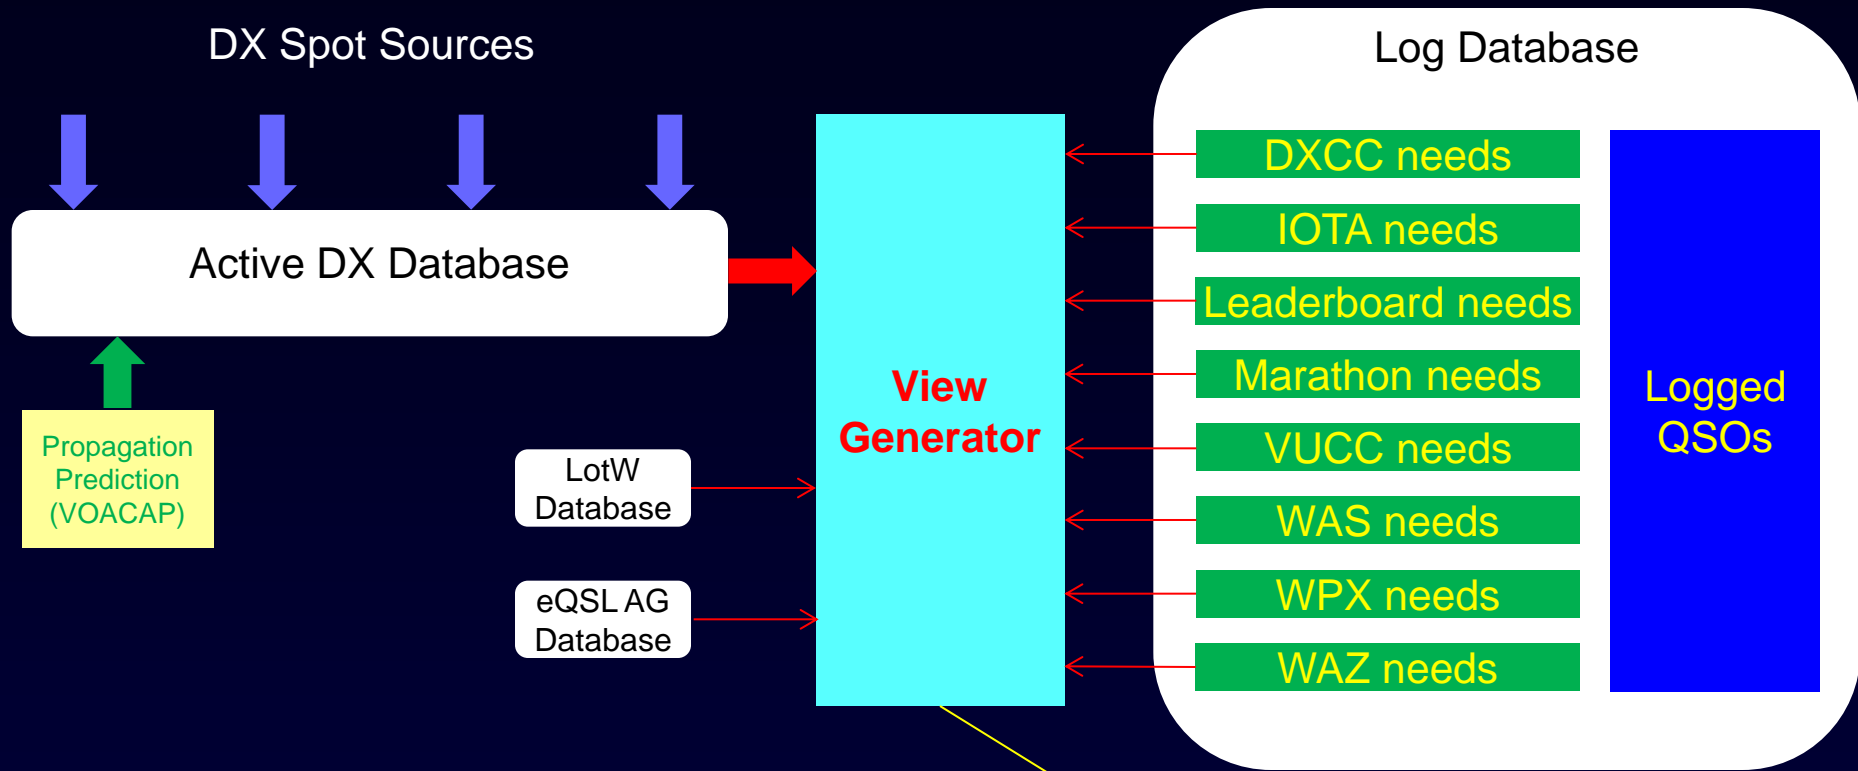 DX Spot Sources
Log Database
Active DX Database
Propagation
Prediction
(VOACAP)
LotW
Database
eQSL AG
Database
View
Generator
DXCC needs
IOTA needs
Leaderboard needs
Marathon needs
VUCC needs
WAS needs
WPX needs
WAZ needs
Logged
QSOs